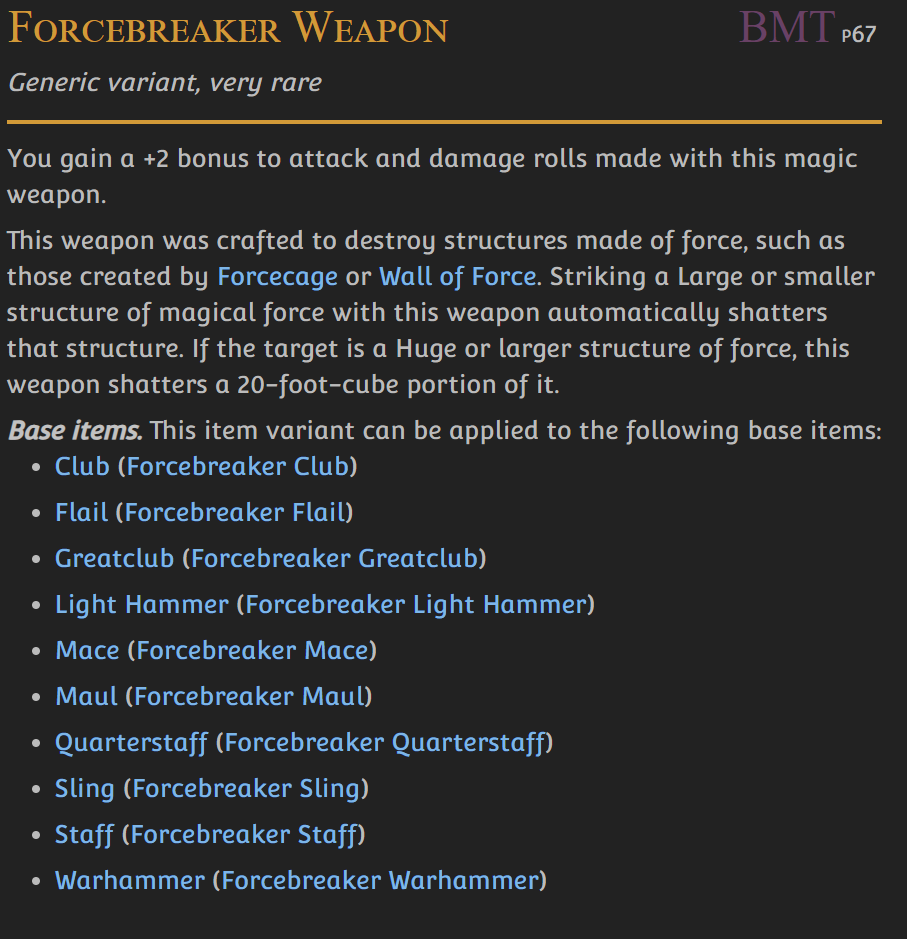 Forcebreaker Weapon BMT p67
Generic variant, very rare
You gain a +2 bonus to attack and damage rolls made with this magic
weapon.
This weapon was crafted to destroy structures made of force, such as
those created by Forcecage or Wall of Force. Striking a Large or smaller
structure of magical force with this weapon automatically shatters
that structure. If the target is a Huge or larger structure of force, this
weapon shatters a 20-foot-cube portion of it.
Base items. This item variant can be applied to the following base items:
• Club (Forcebreaker Club)
• Flail (Forcebreaker Flail)
• Greatclub (Forcebreaker Greatclub)
• Light Hammer (Forcebreaker Light Hammer)
• Mace (Forcebreaker Mace)
• Maul (Forcebreaker Maul)
• Quarterstaff (Forcebreaker Quarterstaff)
• Sling (Forcebreaker Sling)
• Staff (Forcebreaker Staff)
• Warhammer (Forcebreaker Warhammer)